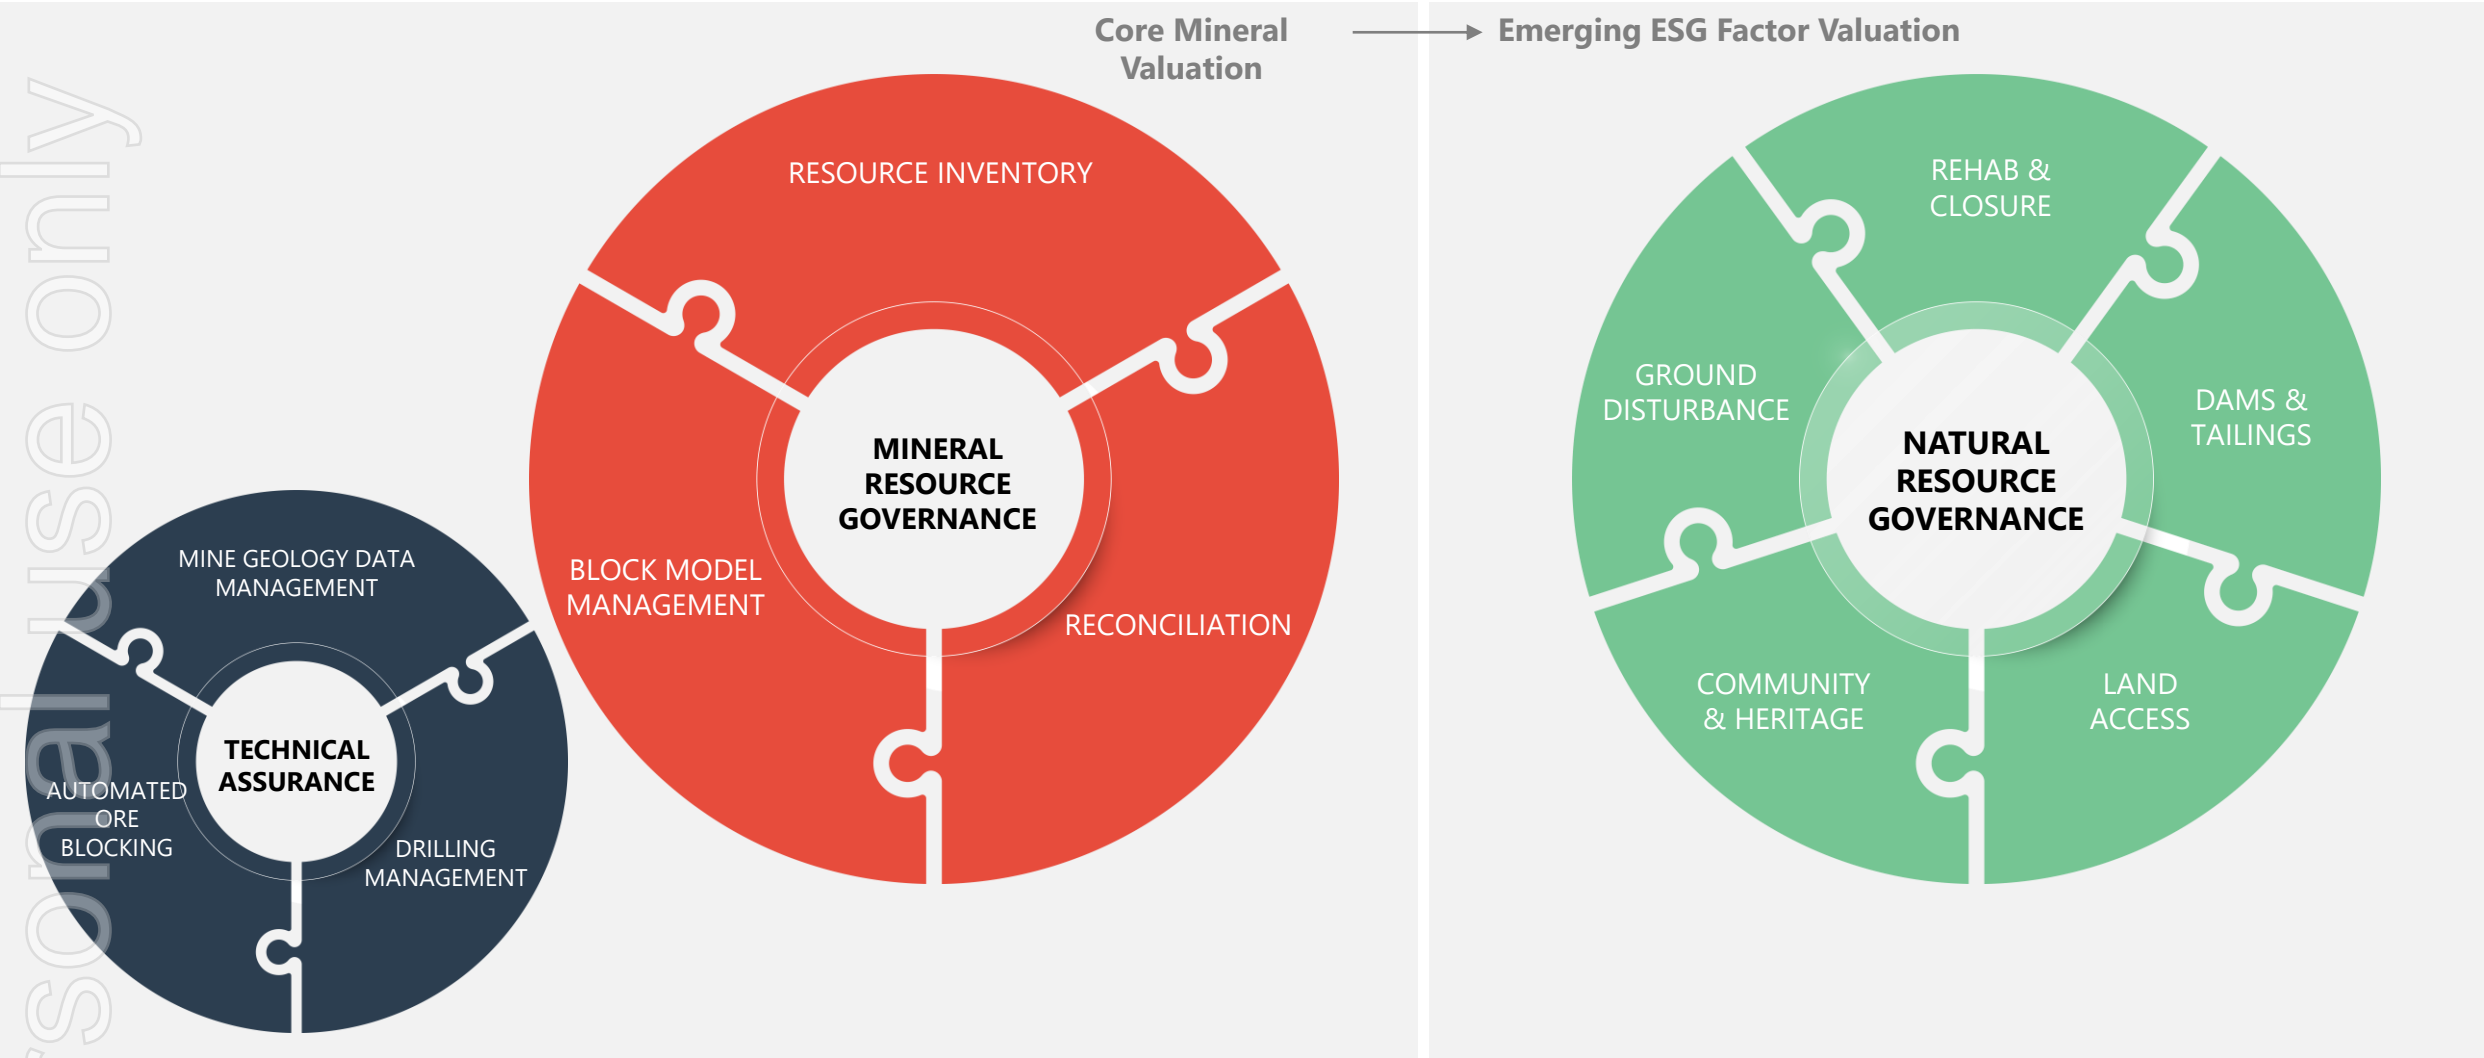 Core Mineral
Valuation
Emerging ESG Factor Valuation
sonal use only
MINE GEOLOGY DATA
MANAGEMENT
AUTOMATED
ORE
BLOCKING
DRILLING
MANAGEMENT
TECHNICAL
ASSURANCE
RESOURCE INVENTORY
BLOCK MODEL
MANAGEMENT
RECONCILIATION
MINERAL
RESOURCE
GOVERNANCE
REHAB &
CLOSURE
GROUND
DISTURBANCE
DAMS &
TAILINGS
COMMUNITY
& HERITAGE
LAND
ACCESS
NATURAL
RESOURCE
GOVERNANCE